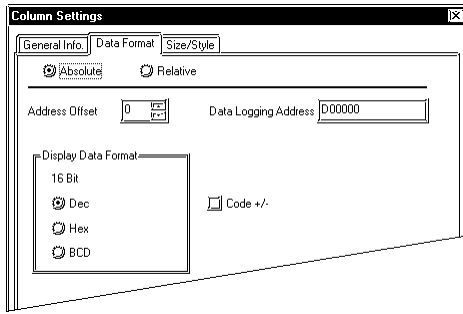 Column Settings
General Info. Data Format Size/Style
Absolute Relative
Address Offset 0 Data Logging Address D00000
Display Data Format
16 Bit
Dec Code +/-
Hex
BCD